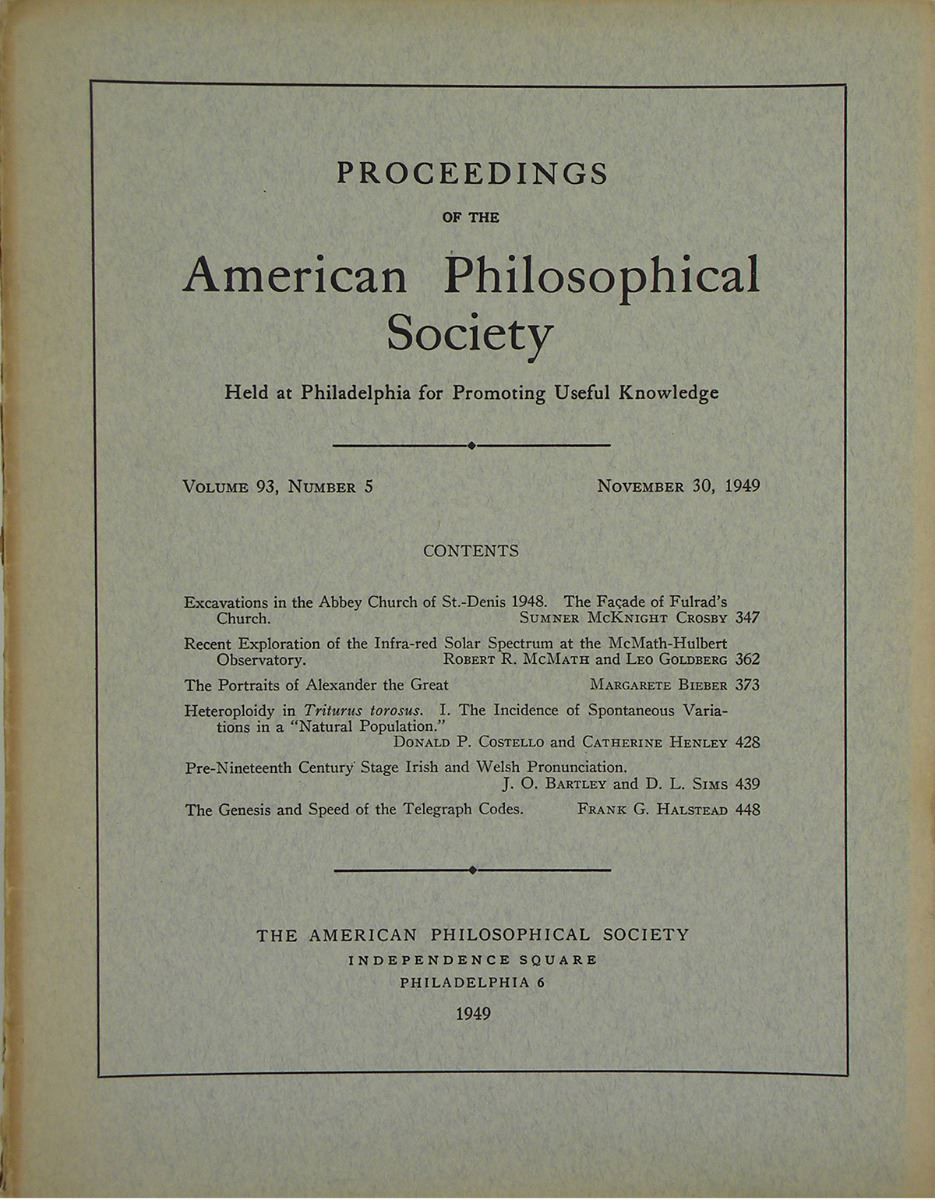 PROCEEDINGS
OF THE
American Philosophical
Society
Held at Philadelphia for Promoting Useful Knowledge
VOLUME 93, NUMBER 5 NOVEMBER 30, 1949
CONTENTS
Excavations in the Abbey Church of St.-Denis 1948. The Façade of Fulrad's
Church. SUMNER MCKNIGHT CROSBY 347
Recent Exploration of the Infra-red Solar Spectrum at the McMath-Hulbert
Observatory. ROBERT R. MCMATH and LEO GOLDBERG 362
The Portraits of Alexander the Great MARGARETE BIEBER 373
Heteroploidy in Triturus torosus. I. The Incidence of Spontaneous Varia-
tions in a "Natural Population."
DONALD P. COSTELLO and CATHERINE HENLEY 428
Pre-Nineteenth Century Stage Irish and Welsh Pronunciation.
J. O. BARTLEY and D. L. SIMS 439
The Genesis and Speed of the Telegraph Codes. FRANK G. HALSTEAD 448
THE AMERICAN PHILOSOPHICAL SOCIETY
INDEPENDENCE SQUARE
PHILADELPHIA 6
1949